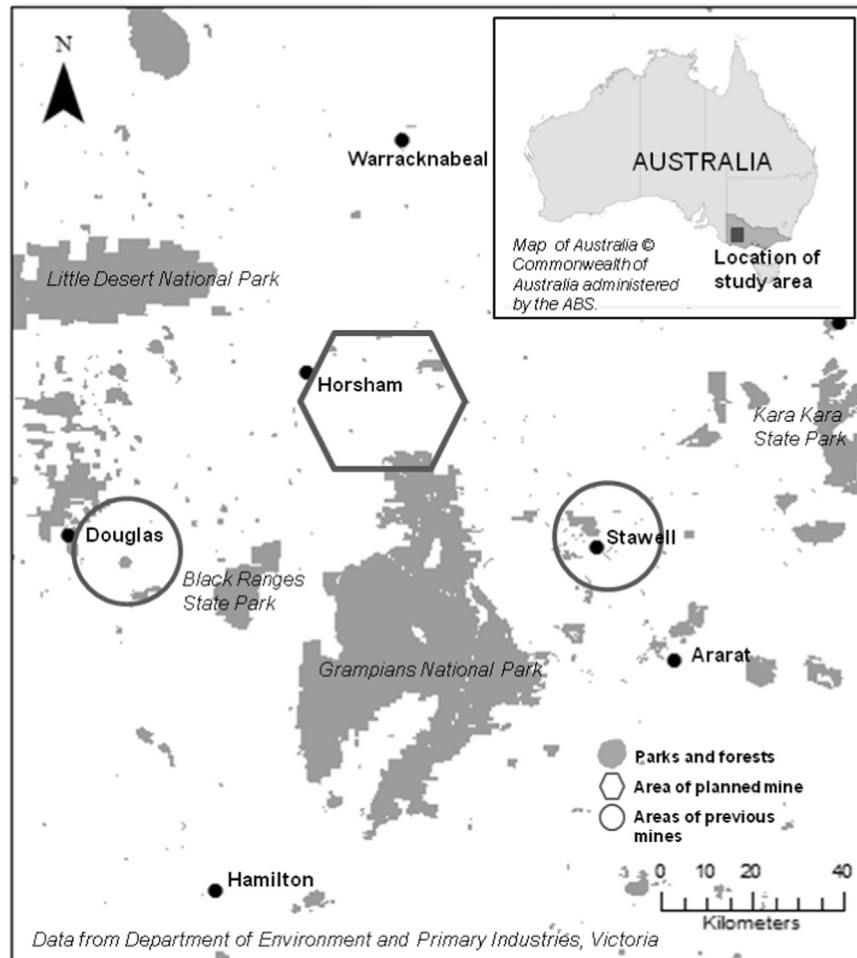 N
Warracknabeal
AUSTRALIA
Map of Australia ©
Commonwealth of
Australia administered
by the ABS.
Location of
study area
Little Desert National Park
Horsham
Kara Kara
State Park
Douglas
Stawell
Black Ranges
State Park
Grampians National Park
Ararat
Parks and forests
Area of planned mine
Areas of previous
mines
Hamilton
0 10 20 40
Kilometers
Data from Department of Environment and Primary Industries, Victoria